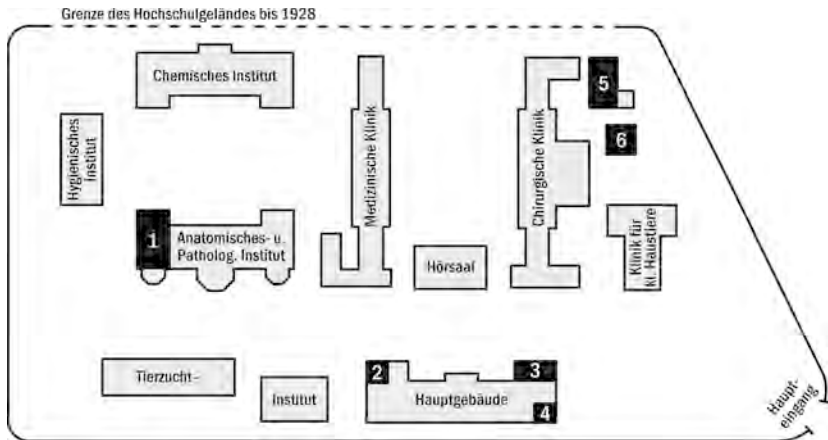 Grenze des Hochschulgeländes bis 1928
Chemisches Institut
Hygienisches
Institut
Medizinische Klinik
Chirurgische Klinik
5
6
1
Anatomisches- u.
Patholog. Institut
Hörsaal
Klinik für
kl. Haustiere
Tierzucht-
Institut
2
3
Hauptgebäude
4
Haupt-
eingang